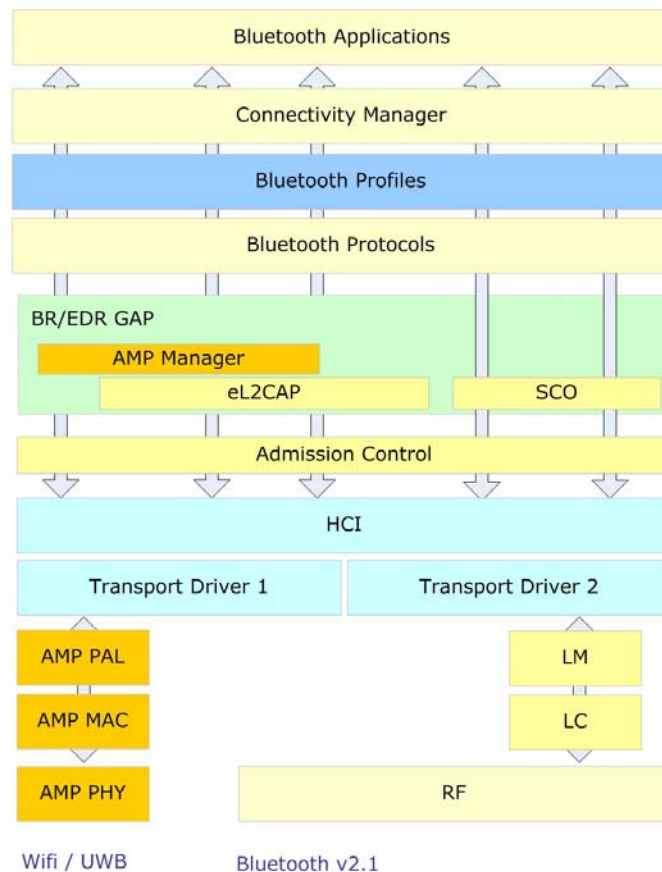 Bluetooth Applications
Connectivity Manager
Bluetooth Profiles
Bluetooth Protocols
BR/EDR GAP
AMP Manager
eL2CAP
SCO
Admission Control
HCI
Transport Driver 1
Transport Driver 2
AMP PAL
LM
AMP MAC
LC
AMP PHY
RF
Wifi / UWB
Bluetooth v2.1